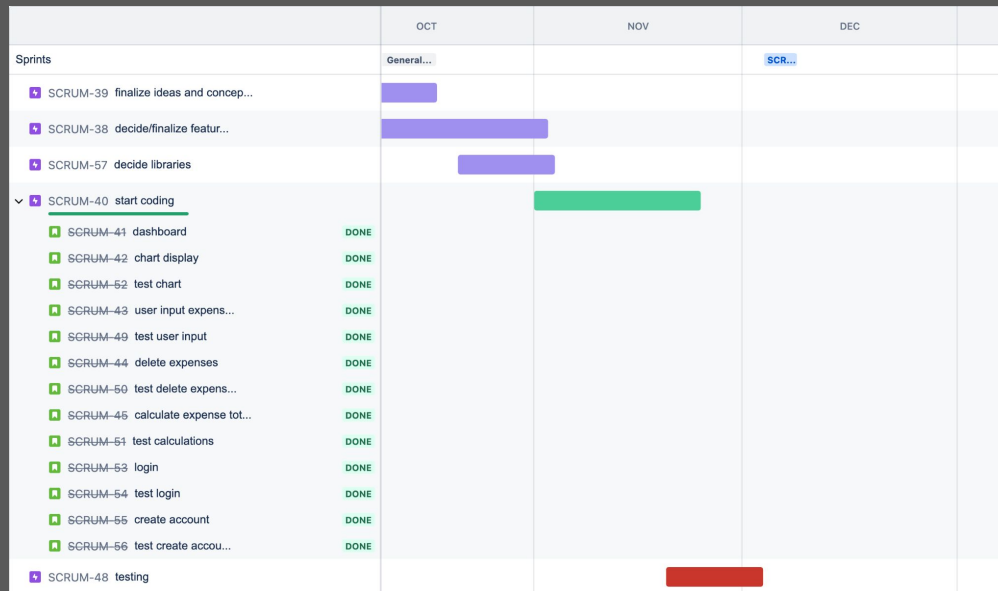 OCT NOV DEC
Sprints General... SCR...
SCRUM-39 finalize ideas and concep...
SCRUM-38 decide/finalize featur...
SCRUM-57 decide libraries
SCRUM-40 start coding
SCRUM-41 dashboard DONE
SCRUM-42 chart display DONE
SCRUM-52 test chart DONE
SCRUM-43 user input expens... DONE
SCRUM-49 test user input DONE
SCRUM-44 delete expenses DONE
SCRUM-50 test delete expens... DONE
SCRUM-45 calculate expense tot... DONE
SCRUM-51 test calculations DONE
SCRUM-53 login DONE
SCRUM-54 test login DONE
SCRUM-55 create account DONE
SCRUM-56 test create accou... DONE
SCRUM-48 testing